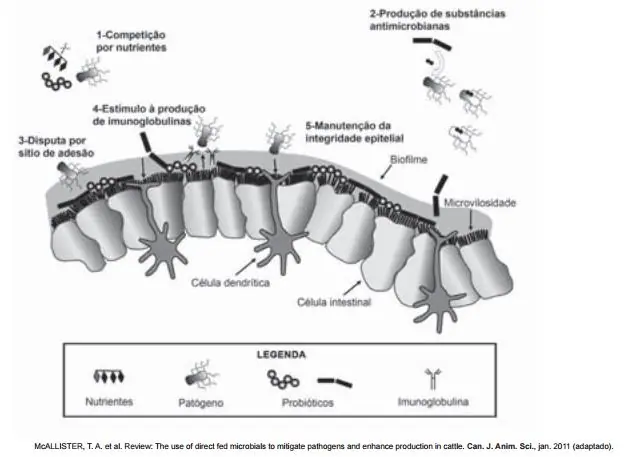 1-Competição
por nutrientes
2-Produção de substâncias
antimicrobianas
4-Estímulo à produção
de imunoglobulinas
3-Disputa por
sítio de adesão
5-Manutenção da
integridade epitelial
Biofilme
Microvilosidade
Célula dendrítica
Célula intestinal
LEGENDA
Nutrientes
Patógeno
Probióticos
Imunoglobulina
McALLISTER, T. A. et al. Review: The use of direct fed microbials to mitigate pathogens and enhance production in cattle. Can. J. Anim. Sci., jan. 2011 (adaptado).